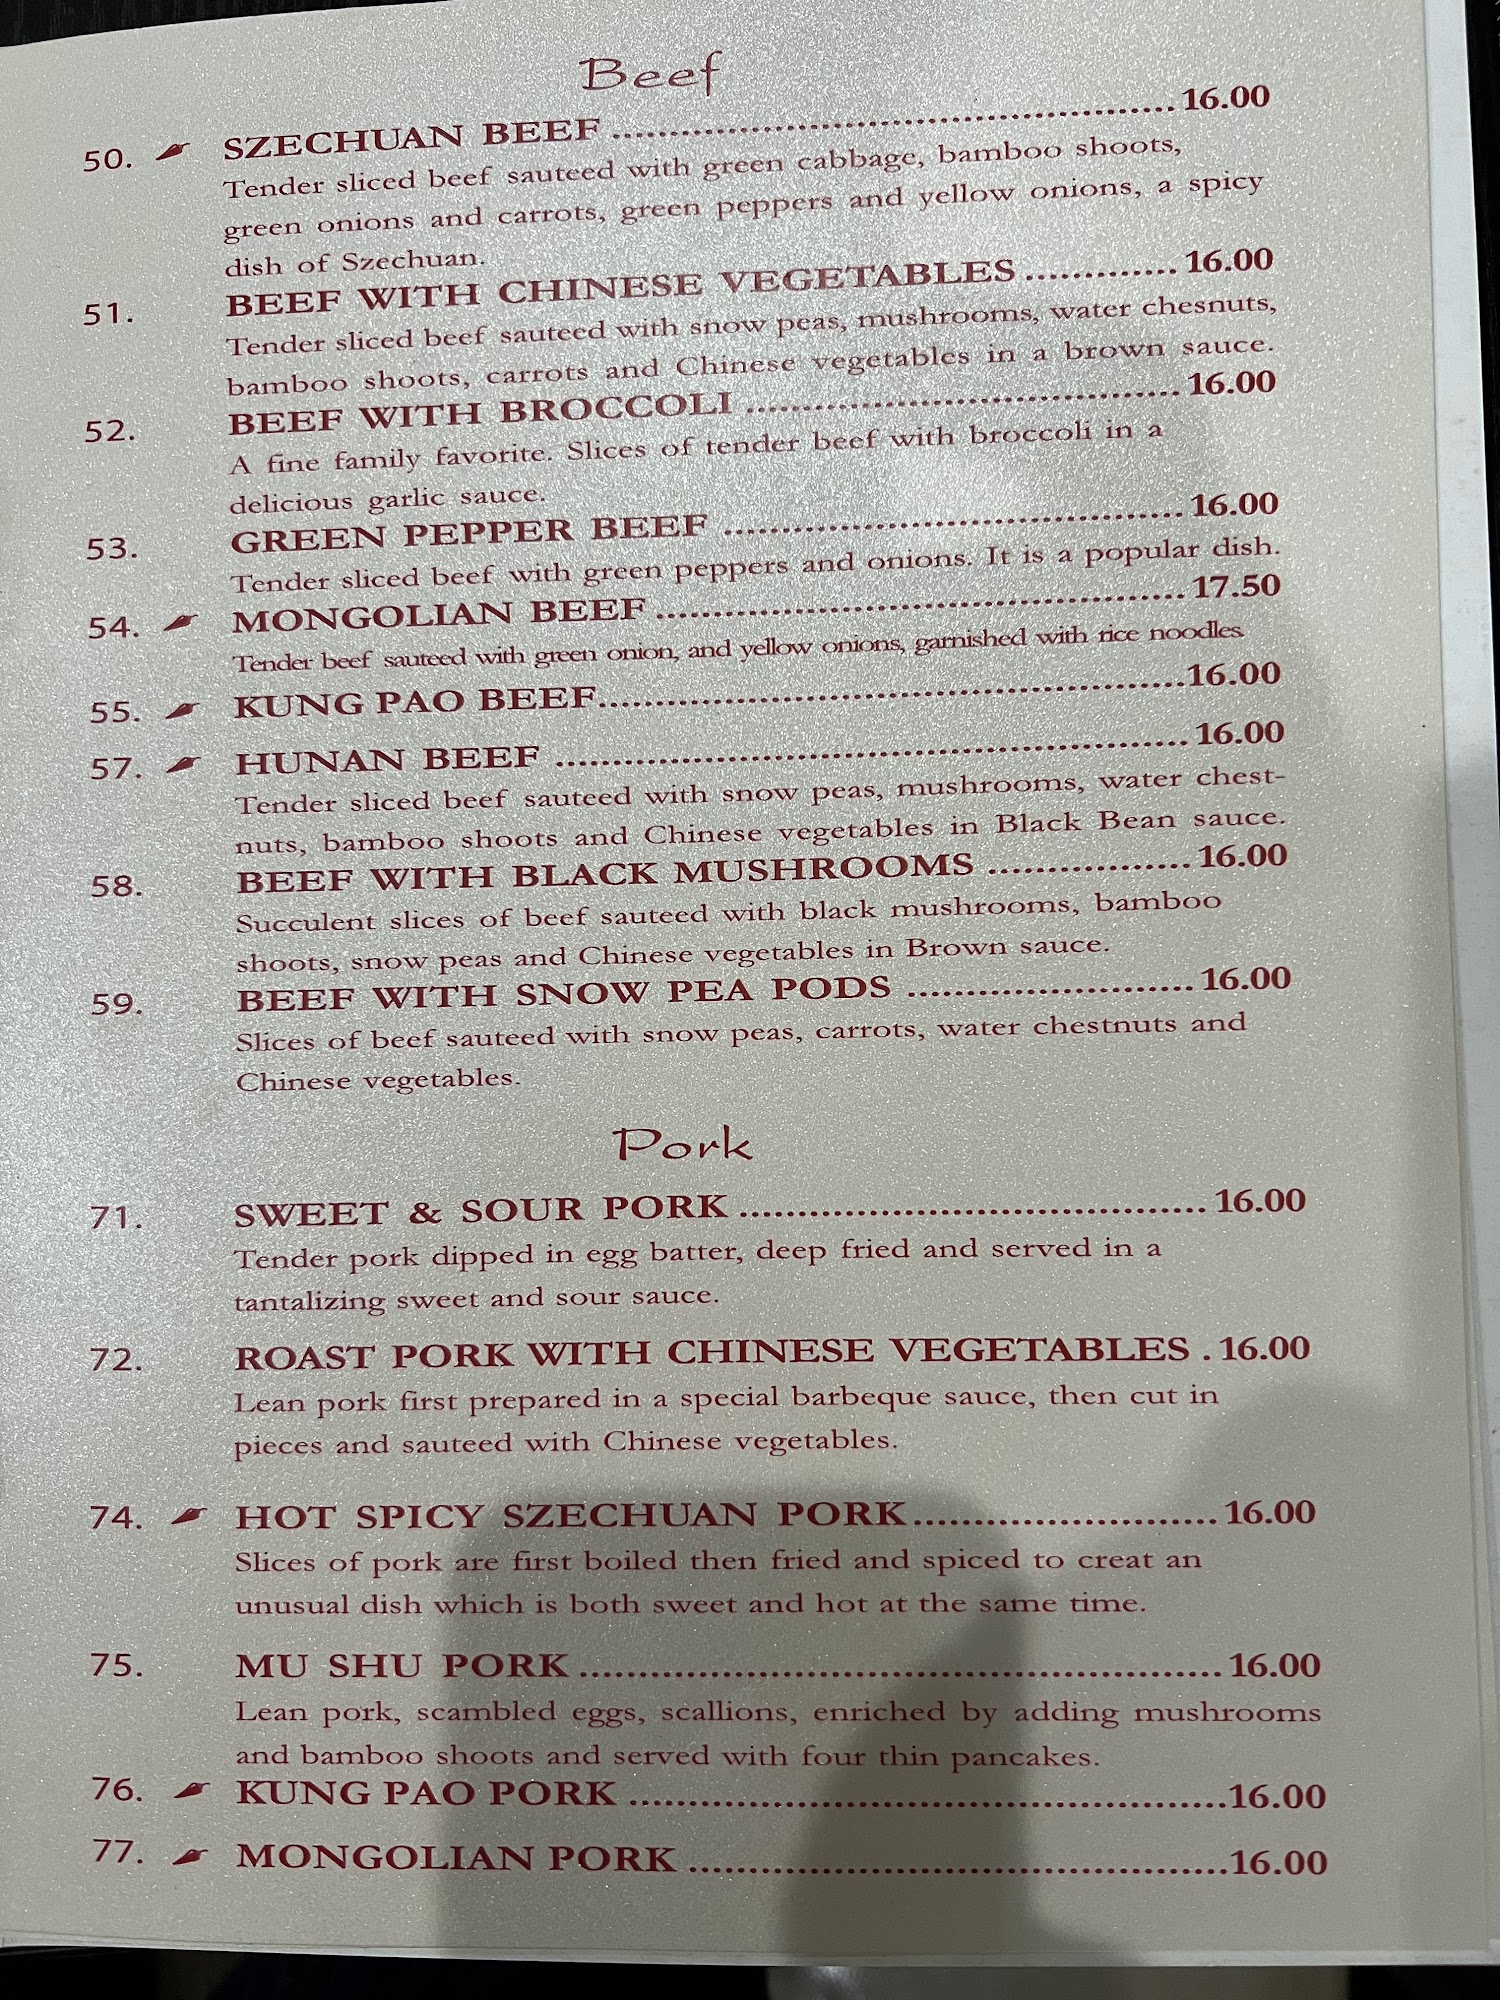 Beef
50. SZECHUAN BEEF ................................................ 16.00
Tender sliced beef sauteed with green cabbage, bamboo shoots,
green onions and carrots, green peppers and yellow onions, a spicy
dish of Szechuan.
51. BEEF WITH CHINESE VEGETABLES ............. 16.00
Tender sliced beef sauteed with snow peas, mushrooms, water chesnuts,
bamboo shoots, carrots and Chinese vegetables in a brown sauce.
52. BEEF WITH BROCCOLI ..................................... 16.00
A fine family favorite. Slices of tender beef with broccoli in a
delicious garlic sauce.
53. GREEN PEPPER BEEF ....................................... 16.00
Tender sliced beef with green peppers and onions. It is a popular dish.
54. MONGOLIAN BEEF ............................................. 17.50
Tender beef sauteed with green onion, and yellow onions, garnished with rice noodles.
55. KUNG PAO BEEF.................................................. 16.00
57. HUNAN BEEF ...................................................... 16.00
Tender sliced beef sauteed with snow peas, mushrooms, water chest-
nuts, bamboo shoots and Chinese vegetables in Black Bean sauce.
58. BEEF WITH BLACK MUSHROOMS ................. 16.00
Succulent slices of beef sauteed with black mushrooms, bamboo
shoots, snow peas and Chinese vegetables in Brown sauce.
59. BEEF WITH SNOW PEA PODS ........................ 16.00
Slices of beef sauteed with snow peas, carrots, water chestnuts and
Chinese vegetables.
Pork
71. SWEET & SOUR PORK ....................................... 16.00
Tender pork dipped in egg batter, deep fried and served in a
tantalizing sweet and sour sauce.
72. ROAST PORK WITH CHINESE VEGETABLES . 16.00
Lean pork first prepared in a special barbeque sauce, then cut in
pieces and sauteed with Chinese vegetables.
74. HOT SPICY SZECHUAN PORK......................... 16.00
Slices of pork are first boiled then fried and spiced to creat an
unusual dish which is both sweet and hot at the same time.
75. MU SHU PORK ...................................................... 16.00
Lean pork, scambled eggs, scallions, enriched by adding mushrooms
and bamboo shoots and served with four thin pancakes.
76. KUNG PAO PORK ..................................................16.00
77. MONGOLIAN PORK .............................................16.00